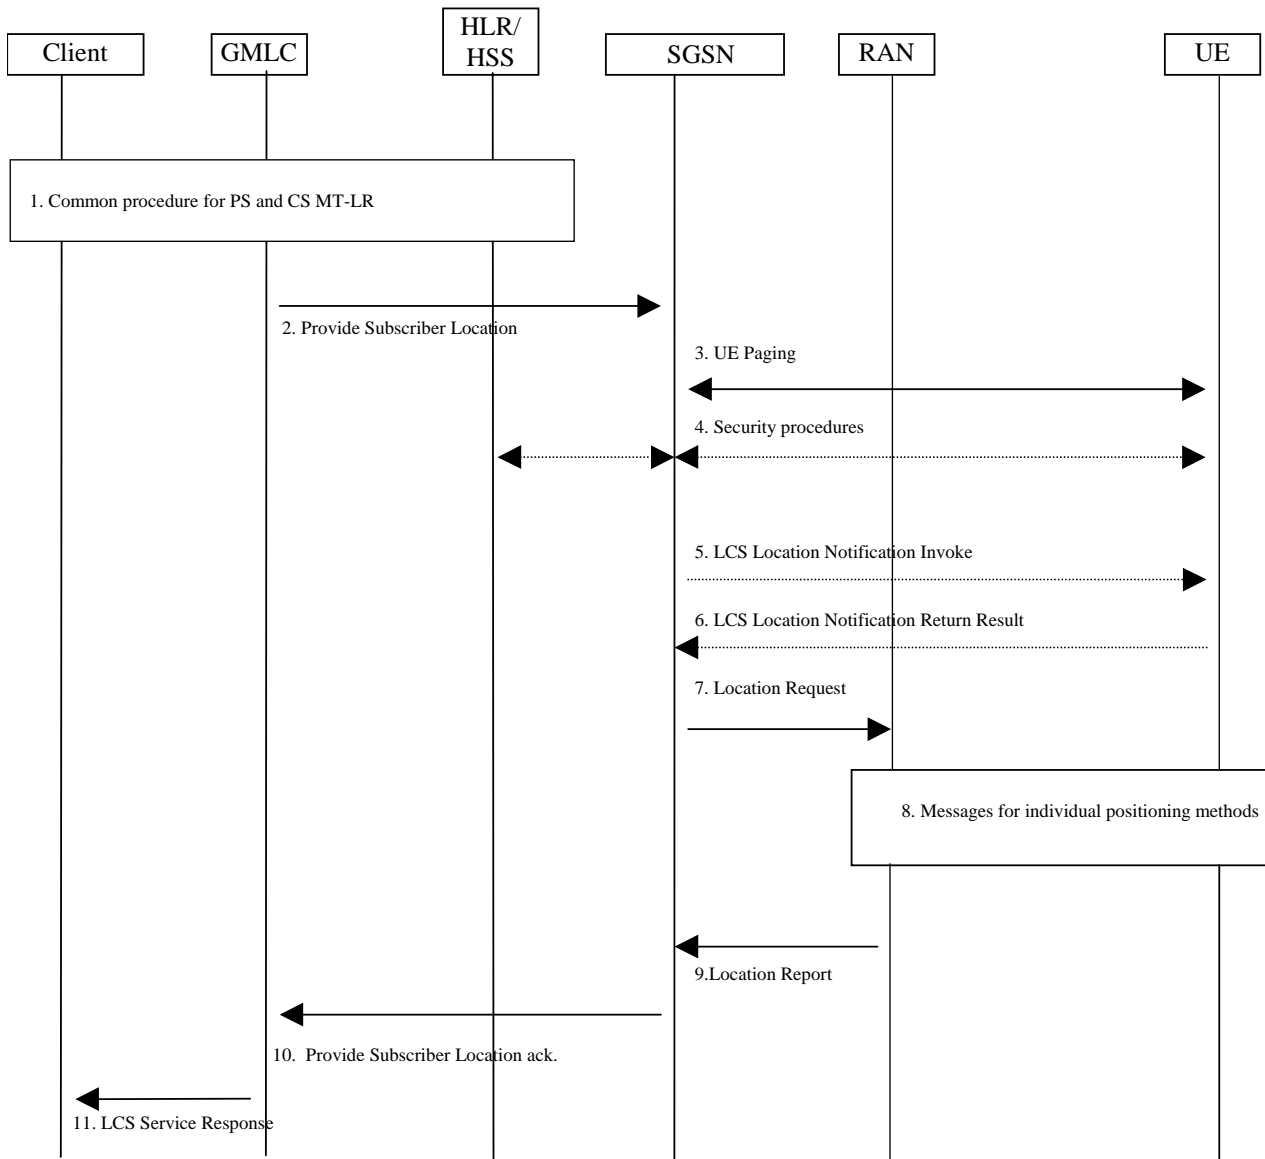 Client
GMLC
HLR/
HSS
SGSN
RAN
UE
1. Common procedure for PS and CS MT-LR
2. Provide Subscriber Location
3. UE Paging
4. Security procedures
5. LCS Location Notification Invoke
6. LCS Location Notification Return Result
7. Location Request
8. Messages for individual positioning methods
9.Location Report
10. Provide Subscriber Location ack.
11. LCS Service Response